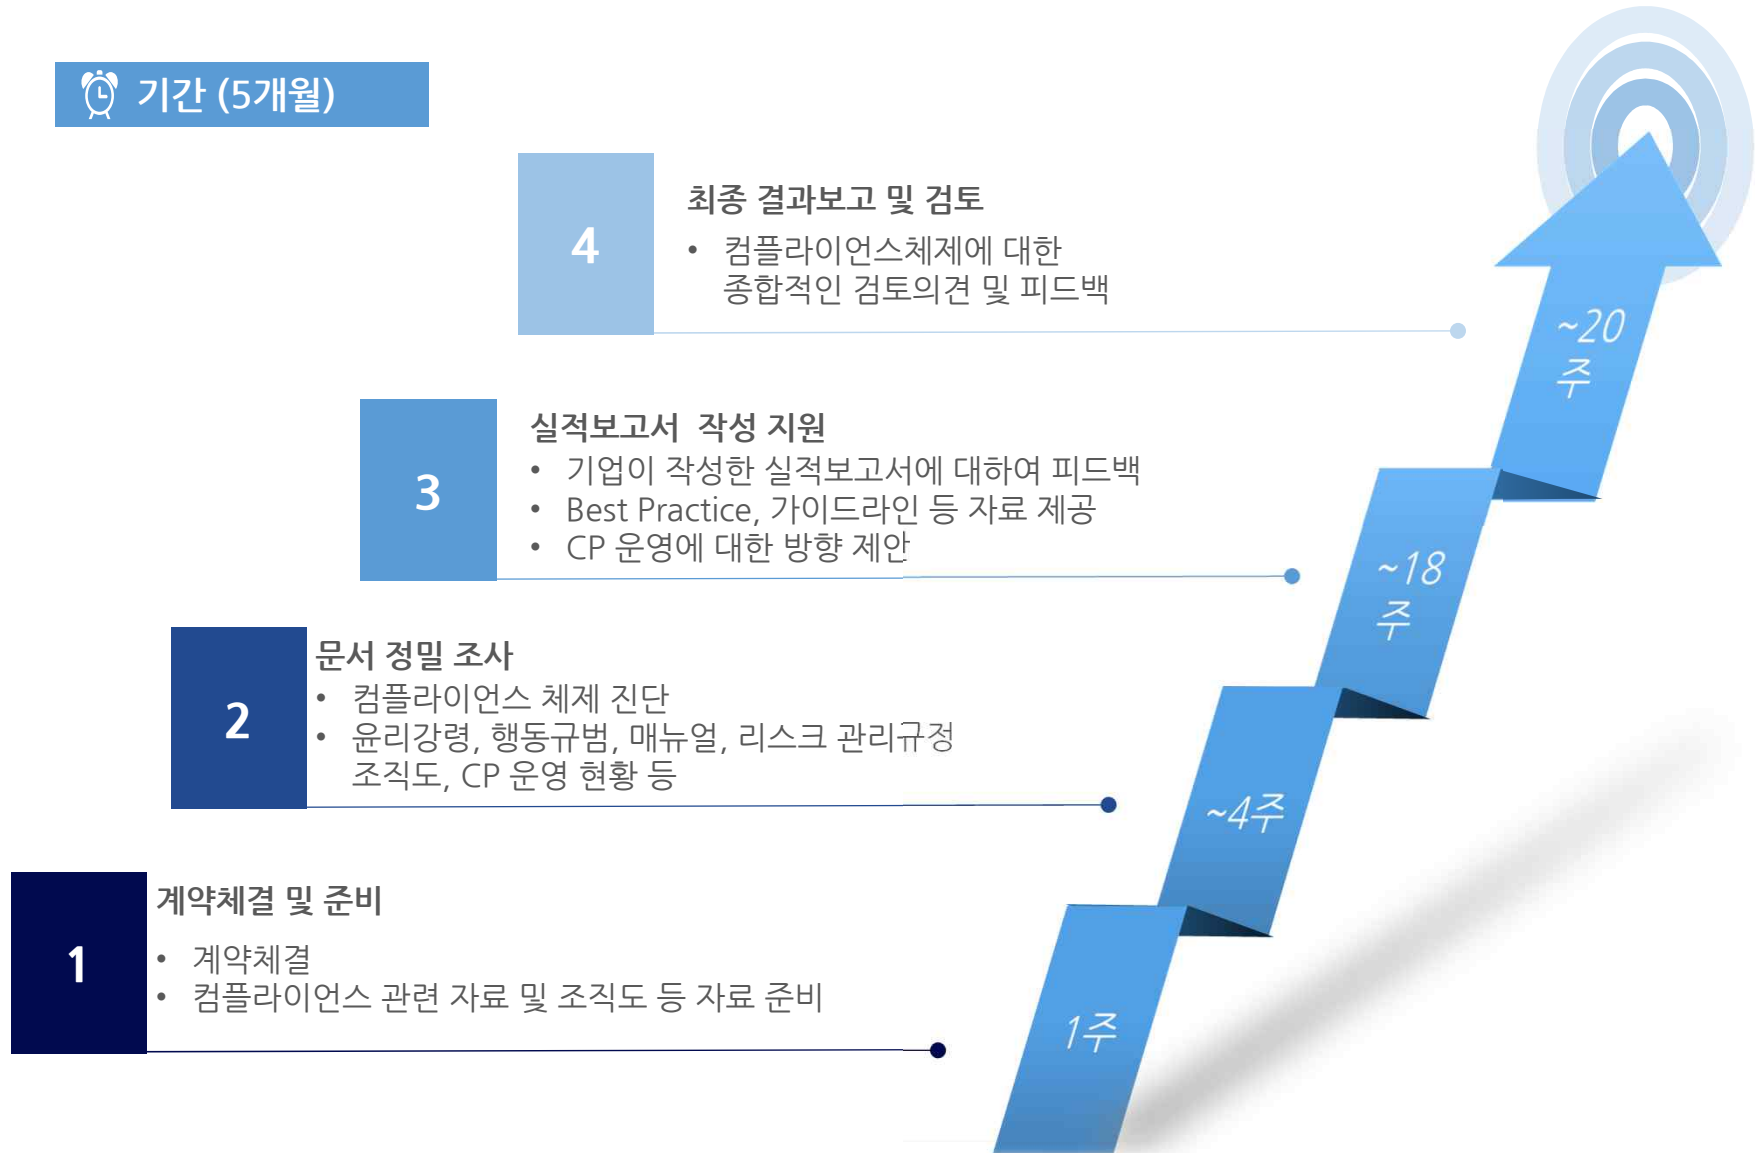 기간 (5개월)
4
최종 결과보고 및 검토
• 컴플라이언스체제에 대한
종합적인 검토의견 및 피드백
~20
주
3
실적보고서 작성 지원
• 기업이 작성한 실적보고서에 대하여 피드백
• Best Practice, 가이드라인 등 자료 제공
• CP 운영에 대한 방향 제안
~18
주
2
문서 정밀 조사
• 컴플라이언스 체제 진단
• 윤리강령, 행동규범, 매뉴얼, 리스크 관리규정
조직도, CP 운영 현황 등
~4주
1
계약체결 및 준비
• 계약체결
• 컴플라이언스 관련 자료 및 조직도 등 자료 준비
1주